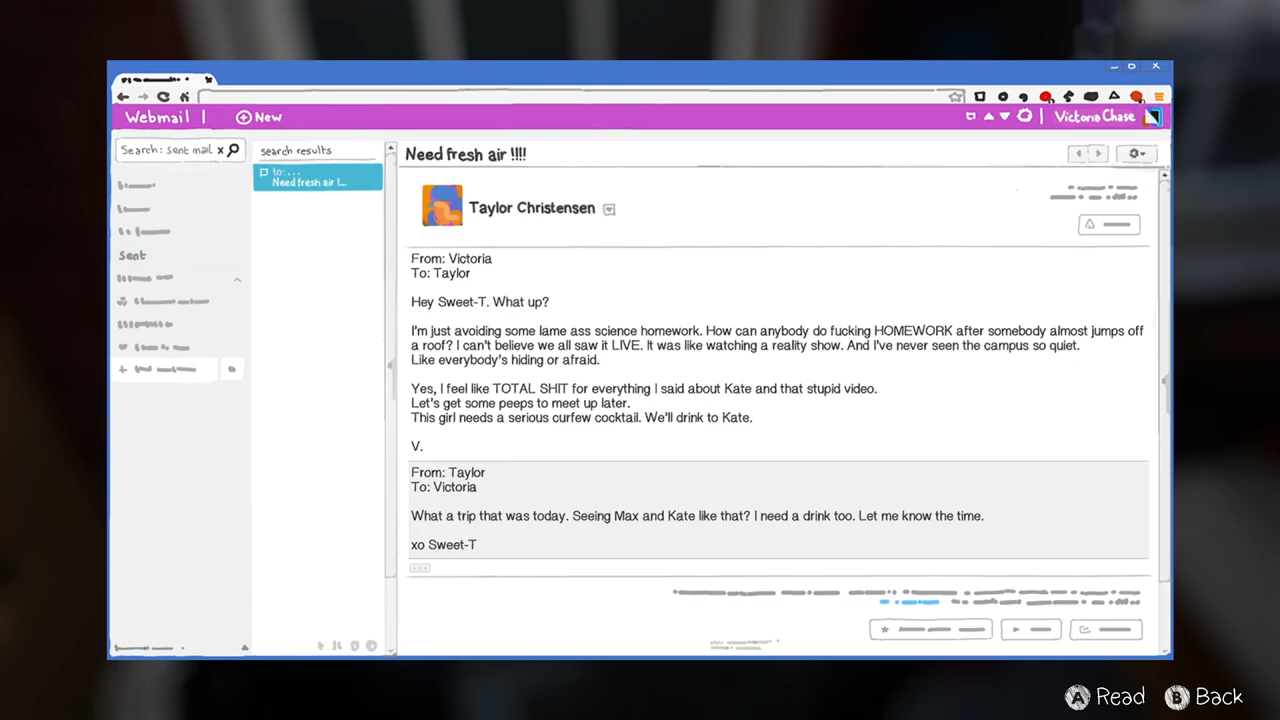 Webmail | + New
Victoria Chase
Search: sent mail x
search results
Need fresh air !!!!
to:...
Need fresh air !...
Taylor Christensen
Sent
From: Victoria
To: Taylor
Hey Sweet-T. What up?
I'm just avoiding some lame ass science homework. How can anybody do fucking HOMEWORK after somebody almost jumps off
a roof? I can't believe we all saw it LIVE. It was like watching a reality show. And I've never seen the campus so quiet.
Like everybody's hiding or afraid.
Yes, I feel like TOTAL SHIT for everything I said about Kate and that stupid video.
Let's get some peeps to meet up later.
This girl needs a serious curfew cocktail. We'll drink to Kate.
V.
From: Taylor
To: Victoria
What a trip that was today. Seeing Max and Kate like that? I need a drink too. Let me know the time.
xo Sweet-T
A Read B Back